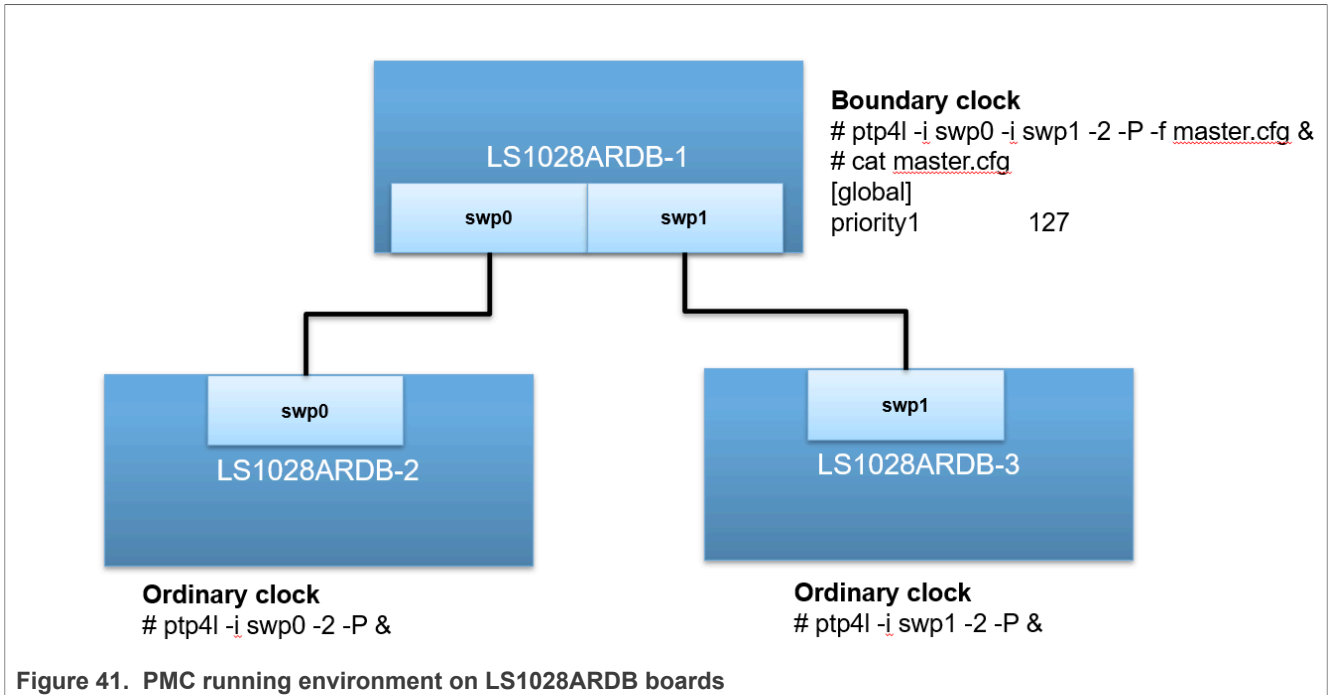 Boundary clock
# ptp4l -i swp0 -i swp1 -2 -P -f master.cfg &
# cat master.cfg
[global]
priority1 127
LS1028ARDB-1
swp0
swp1
swp0
LS1028ARDB-2
swp1
LS1028ARDB-3
Ordinary clock
# ptp4l -i swp0 -2 -P &
Ordinary clock
# ptp4l -i swp1 -2 -P &
Figure 41. PMC running environment on LS1028ARDB boards